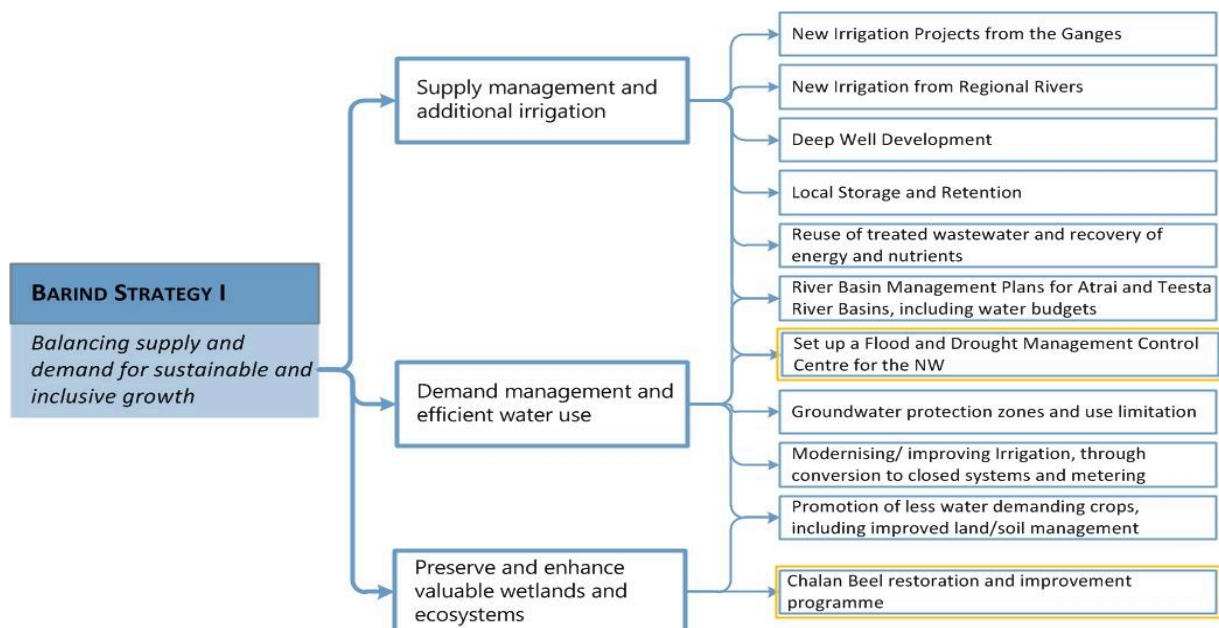 BARIND STRATEGY I
Balancing supply and
demand for sustainable and
inclusive growth
Supply management and
additional irrigation
Demand management and
efficient water use
Preserve and enhance
valuable wetlands and
ecosystems
New Irrigation Projects from the Ganges
New Irrigation from Regional Rivers
Deep Well Development
Local Storage and Retention
Reuse of treated wastewater and recovery of
energy and nutrients
River Basin Management Plans for Atrai and Teesta
River Basins, including water budgets
Set up a Flood and Drought Management Control
Centre for the NW
Groundwater protection zones and use limitation
Modernising/ improving Irrigation, through
conversion to closed systems and metering
Promotion of less water demanding crops,
including improved land/soil management
Chalan Beel restoration and improvement
programme